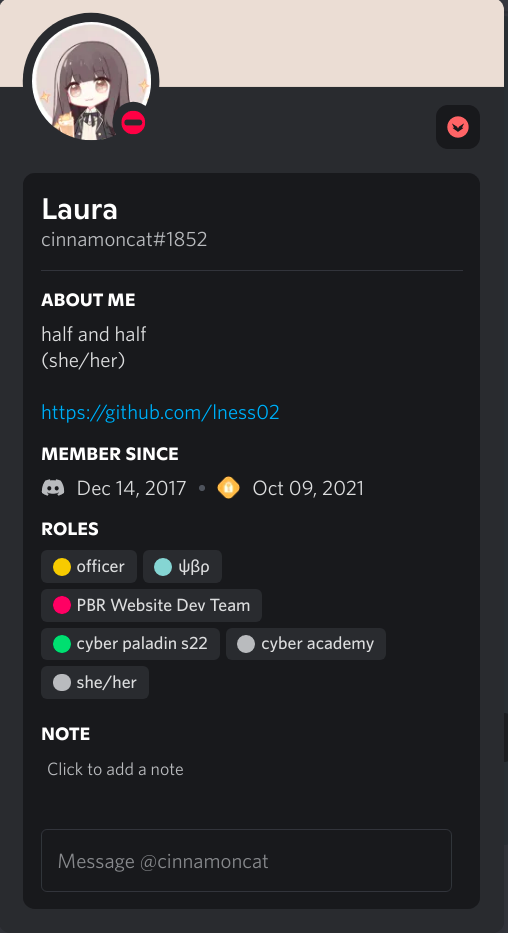 Laura
cinnamoncat#1852
ABOUT ME
half and half
(she/her)
https://github.com/lness02
MEMBER SINCE
Dec 14, 2017 • Oct 09, 2021
ROLES
officer ψβρ
PBR Website Dev Team
cyber paladin s22 cyber academy
she/her
NOTE
Click to add a note
Message @cinnamoncat